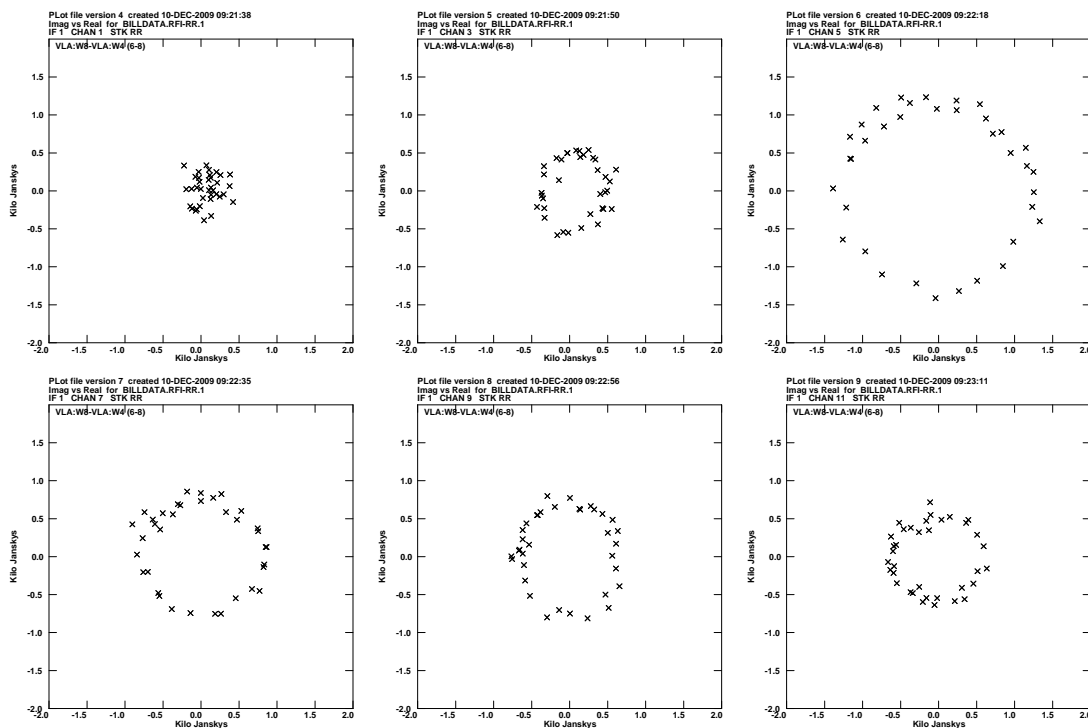 PLot file version 4 created 10-DEC-2009 09:21:38
Imag vs Real for BILLDATA.RFI-RR.1
IF 1 CHAN 1 STK RR
VLA:W8-VLA:W4 (6-8)
1.5
1.0
0.5
0.0
-0.5
-1.0
-1.5
-2.0
Kilo Janskys
-2.0 -1.5 -1.0 -0.5 0.0 0.5 1.0 1.5 2.0
Kilo Janskys
PLot file version 5 created 10-DEC-2009 09:21:50
Imag vs Real for BILLDATA.RFI-RR.1
IF 1 CHAN 3 STK RR
VLA:W8-VLA:W4 (6-8)
1.5
1.0
0.5
0.0
-0.5
-1.0
-1.5
-2.0
Kilo Janskys
-2.0 -1.5 -1.0 -0.5 0.0 0.5 1.0 1.5 2.0
Kilo Janskys
PLot file version 6 created 10-DEC-2009 09:22:18
Imag vs Real for BILLDATA.RFI-RR.1
IF 1 CHAN 5 STK RR
VLA:W8-VLA:W4 (6-8)
1.5
1.0
0.5
0.0
-0.5
-1.0
-1.5
-2.0
Kilo Janskys
-2.0 -1.5 -1.0 -0.5 0.0 0.5 1.0 1.5 2.0
Kilo Janskys
PLot file version 7 created 10-DEC-2009 09:22:35
Imag vs Real for BILLDATA.RFI-RR.1
IF 1 CHAN 7 STK RR
VLA:W8-VLA:W4 (6-8)
1.5
1.0
0.5
0.0
-0.5
-1.0
-1.5
-2.0
Kilo Janskys
-2.0 -1.5 -1.0 -0.5 0.0 0.5 1.0 1.5 2.0
Kilo Janskys
PLot file version 8 created 10-DEC-2009 09:22:56
Imag vs Real for BILLDATA.RFI-RR.1
IF 1 CHAN 9 STK RR
VLA:W8-VLA:W4 (6-8)
1.5
1.0
0.5
0.0
-0.5
-1.0
-1.5
-2.0
Kilo Janskys
-2.0 -1.5 -1.0 -0.5 0.0 0.5 1.0 1.5 2.0
Kilo Janskys
PLot file version 9 created 10-DEC-2009 09:23:11
Imag vs Real for BILLDATA.RFI-RR.1
IF 1 CHAN 11 STK RR
VLA:W8-VLA:W4 (6-8)
1.5
1.0
0.5
0.0
-0.5
-1.0
-1.5
-2.0
Kilo Janskys
-2.0 -1.5 -1.0 -0.5 0.0 0.5 1.0 1.5 2.0
Kilo Janskys